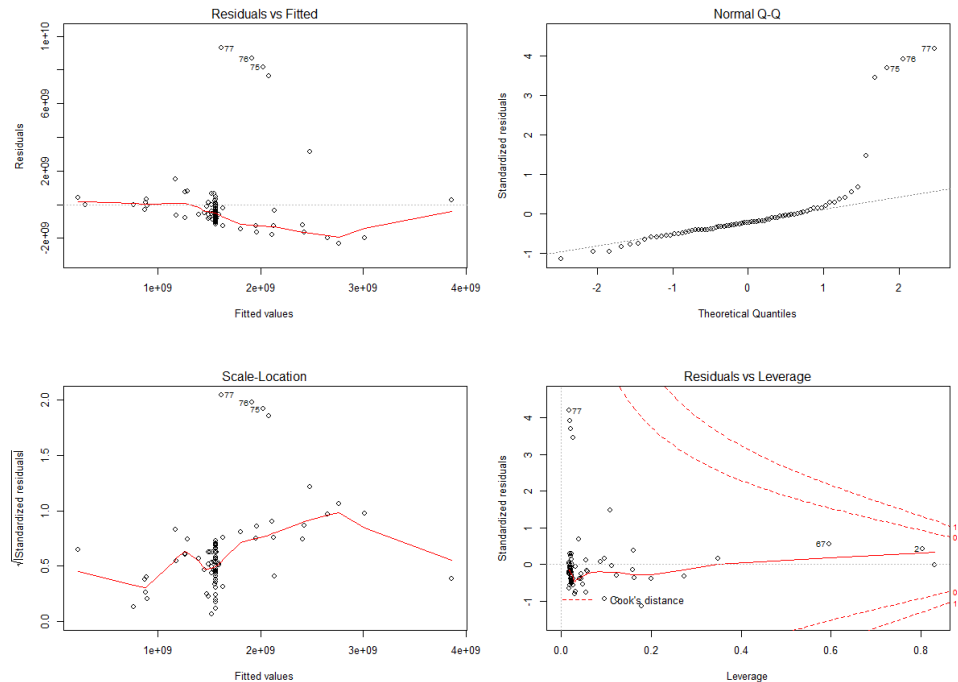 Residuals vs Fitted
Residuals
-2e+09
2e+09
6e+09
1e+10
77
76
75
1e+09
2e+09
3e+09
4e+09
Fitted values
Normal Q-Q
Standardized residuals
-1
0
1
2
3
4
77
76
75
-2
-1
0
1
2
Theoretical Quantiles
Scale-Location
√|Standardized residuals|
0.0
0.5
1.0
1.5
2.0
77
76
75
1e+09
2e+09
3e+09
4e+09
Fitted values
Residuals vs Leverage
Standardized residuals
-1
0
1
2
3
4
77
67
2
Cook's distance
1
0
0
1
0.0
0.2
0.4
0.6
0.8
Leverage